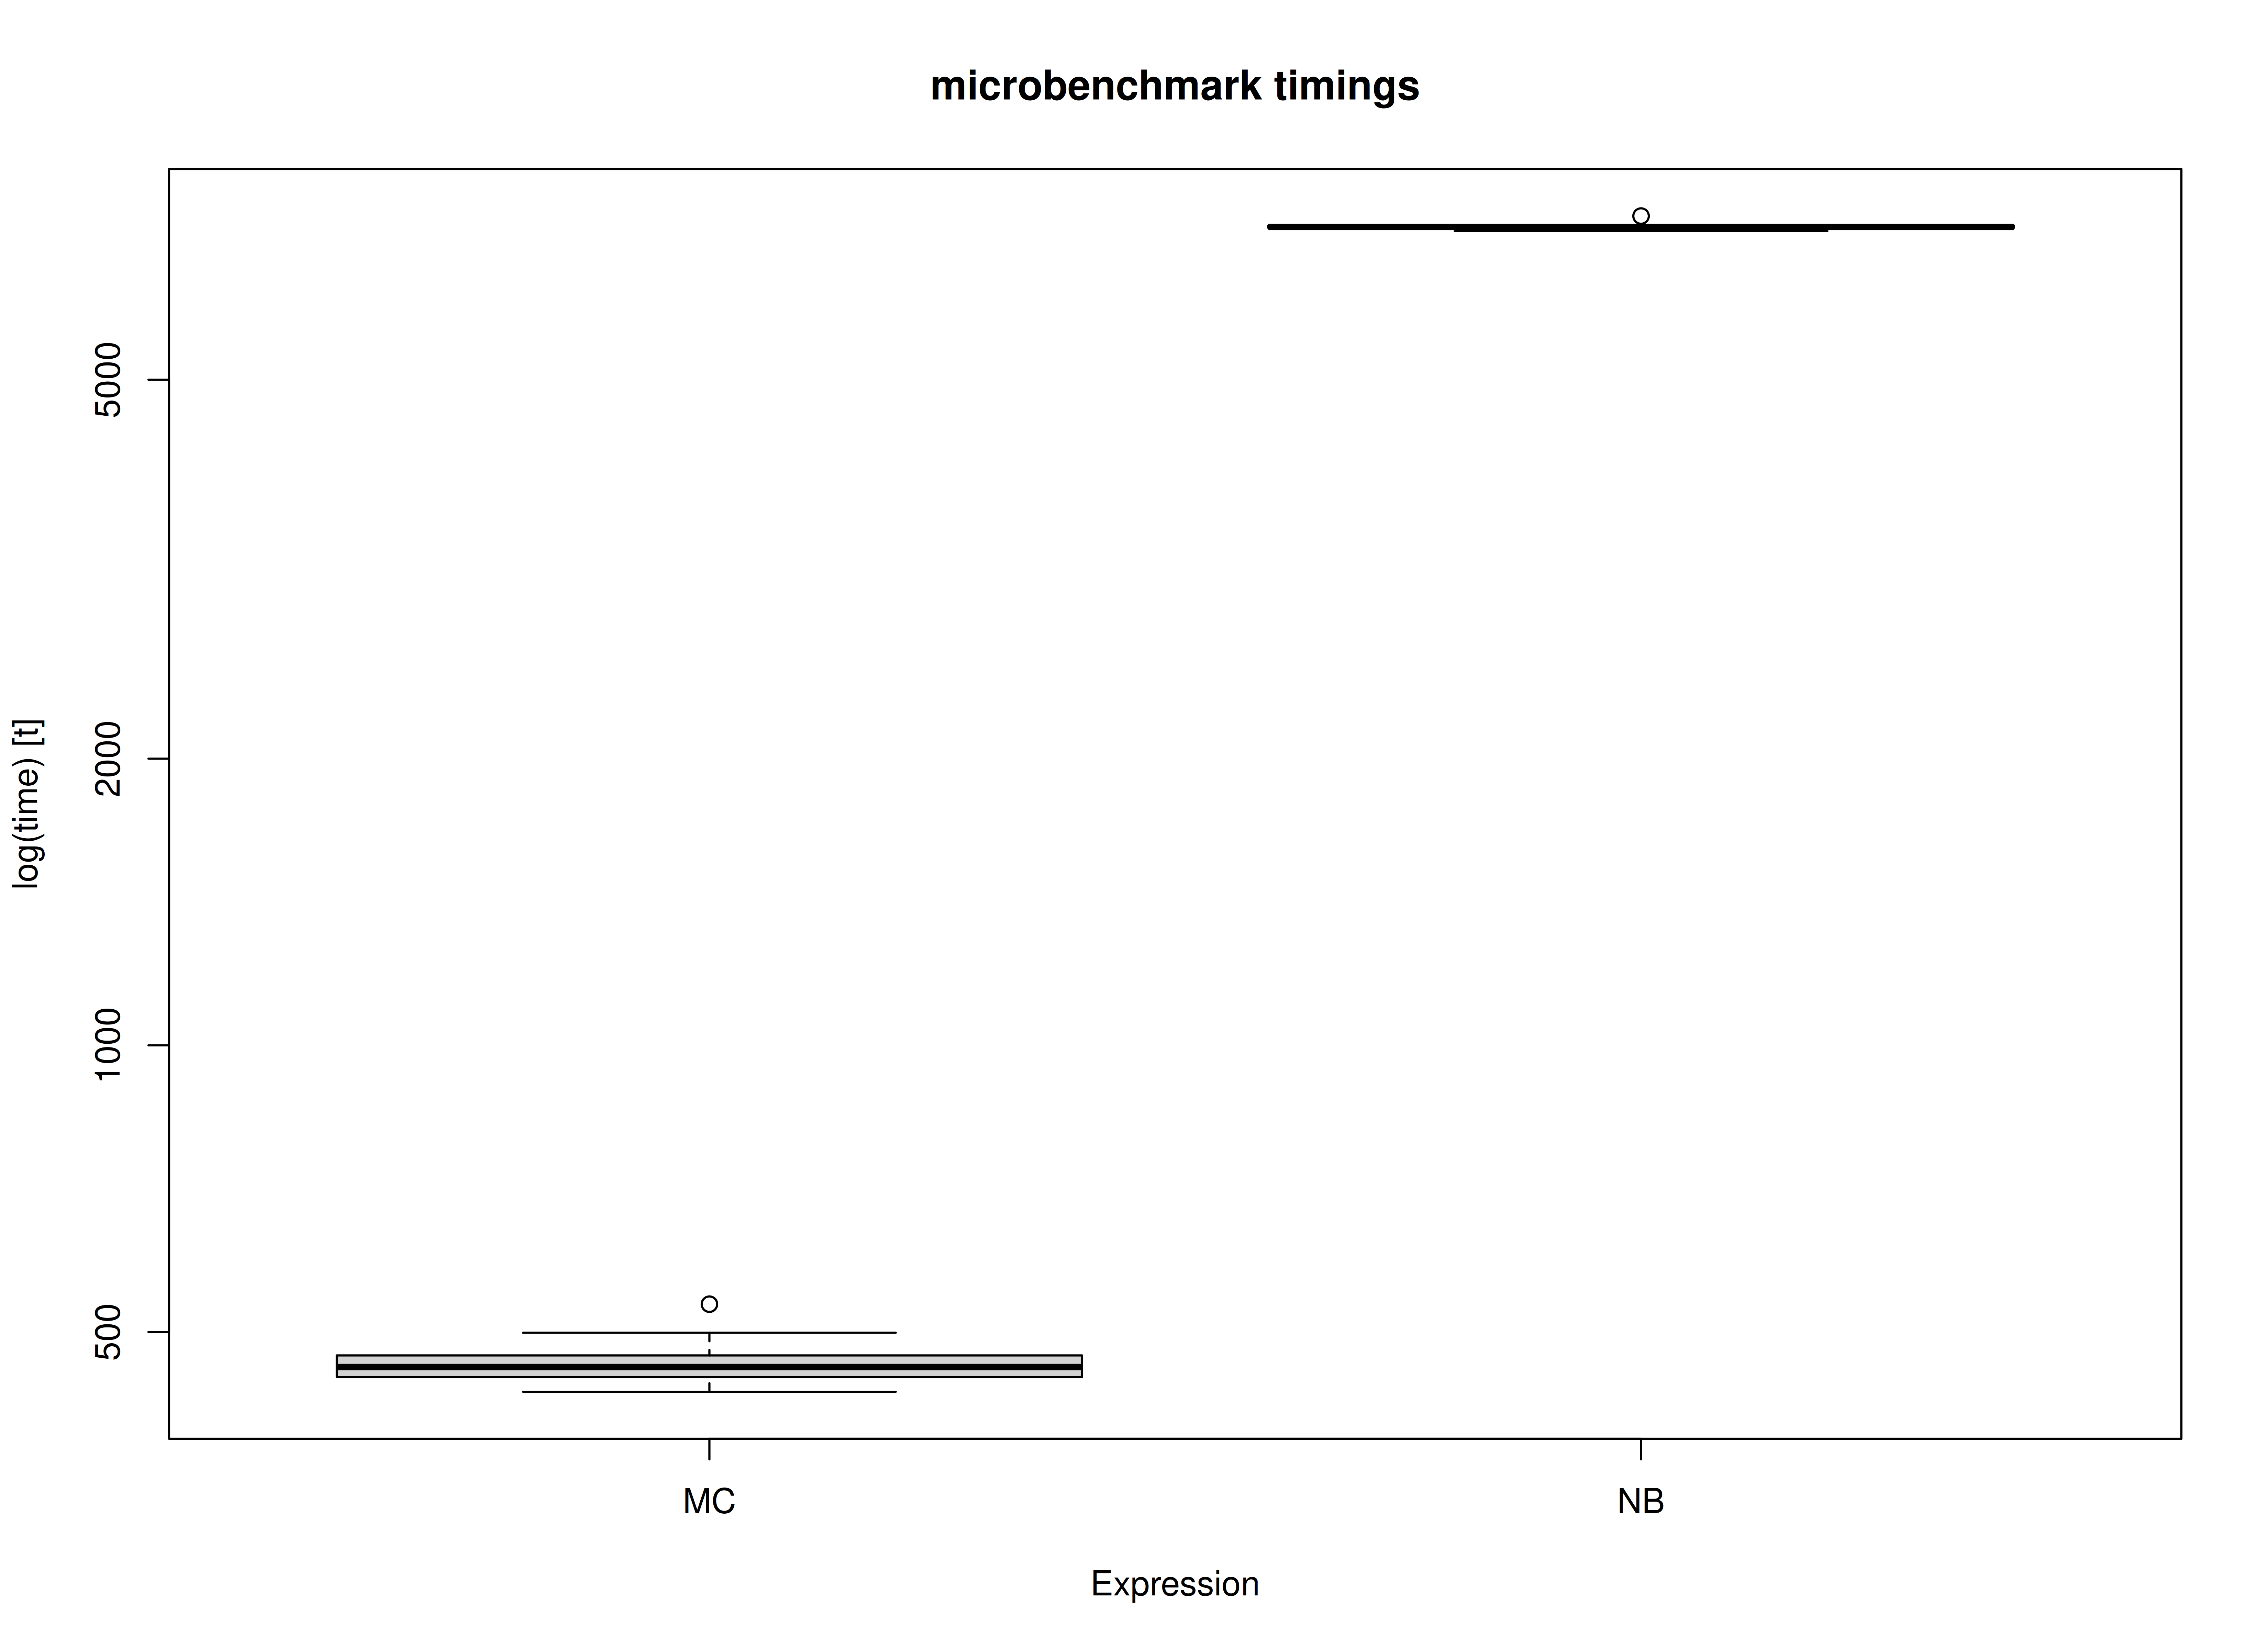 microbenchmark timings
log(time) [t]
5000
2000
1000
500
MC
NB
Expression